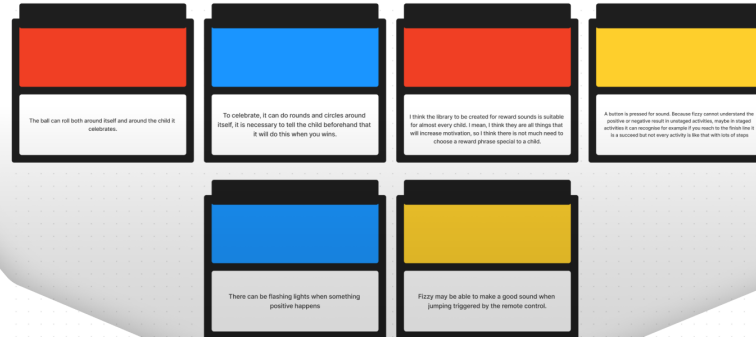 The ball can roll both around itself and around the child it
celebrates.
To celebrate, it can do rounds and circles around
itself, it is necessary to tell the child beforehand that
it will do this when you wins.
I think the library to be created for reward sounds is suitable
for almost every child. I mean, I think they are all things that
will increase motivation, so I think there is not much need to
choose a reward phrase special to a child.
A button is pressed for sound. Because fizzy cannot understand the
positive or negative result in unstaged activities, maybe in staged
activities it can recognise for example if you reach to the finish line it
is a succeed but not every activity is like that with lots of steps
There can be flashing lights when something
positive happens
Fizzy may be able to make a good sound when
jumping triggered by the remote control.